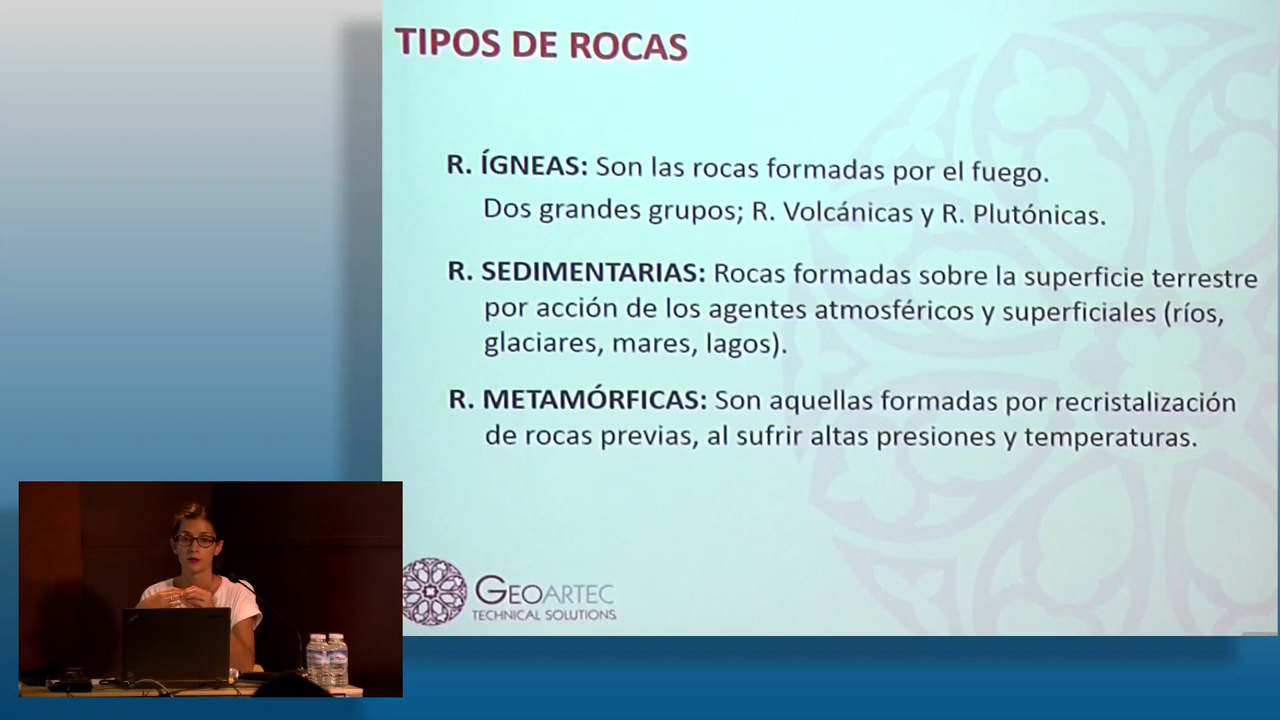 TIPOS DE ROCAS
R. ÍGNEAS: Son las rocas formadas por el fuego.
Dos grandes grupos; R. Volcánicas y R. Plutónicas.
R. SEDIMENTARIAS: Rocas formadas sobre la superficie terrestre
por acción de los agentes atmosféricos y superficiales (ríos,
glaciares, mares, lagos).
R. METAMÓRFICAS: Son aquellas formadas por recristalización
de rocas previas, al sufrir altas presiones y temperaturas.
GEOARTEC
TECHNICAL SOLUTIONS